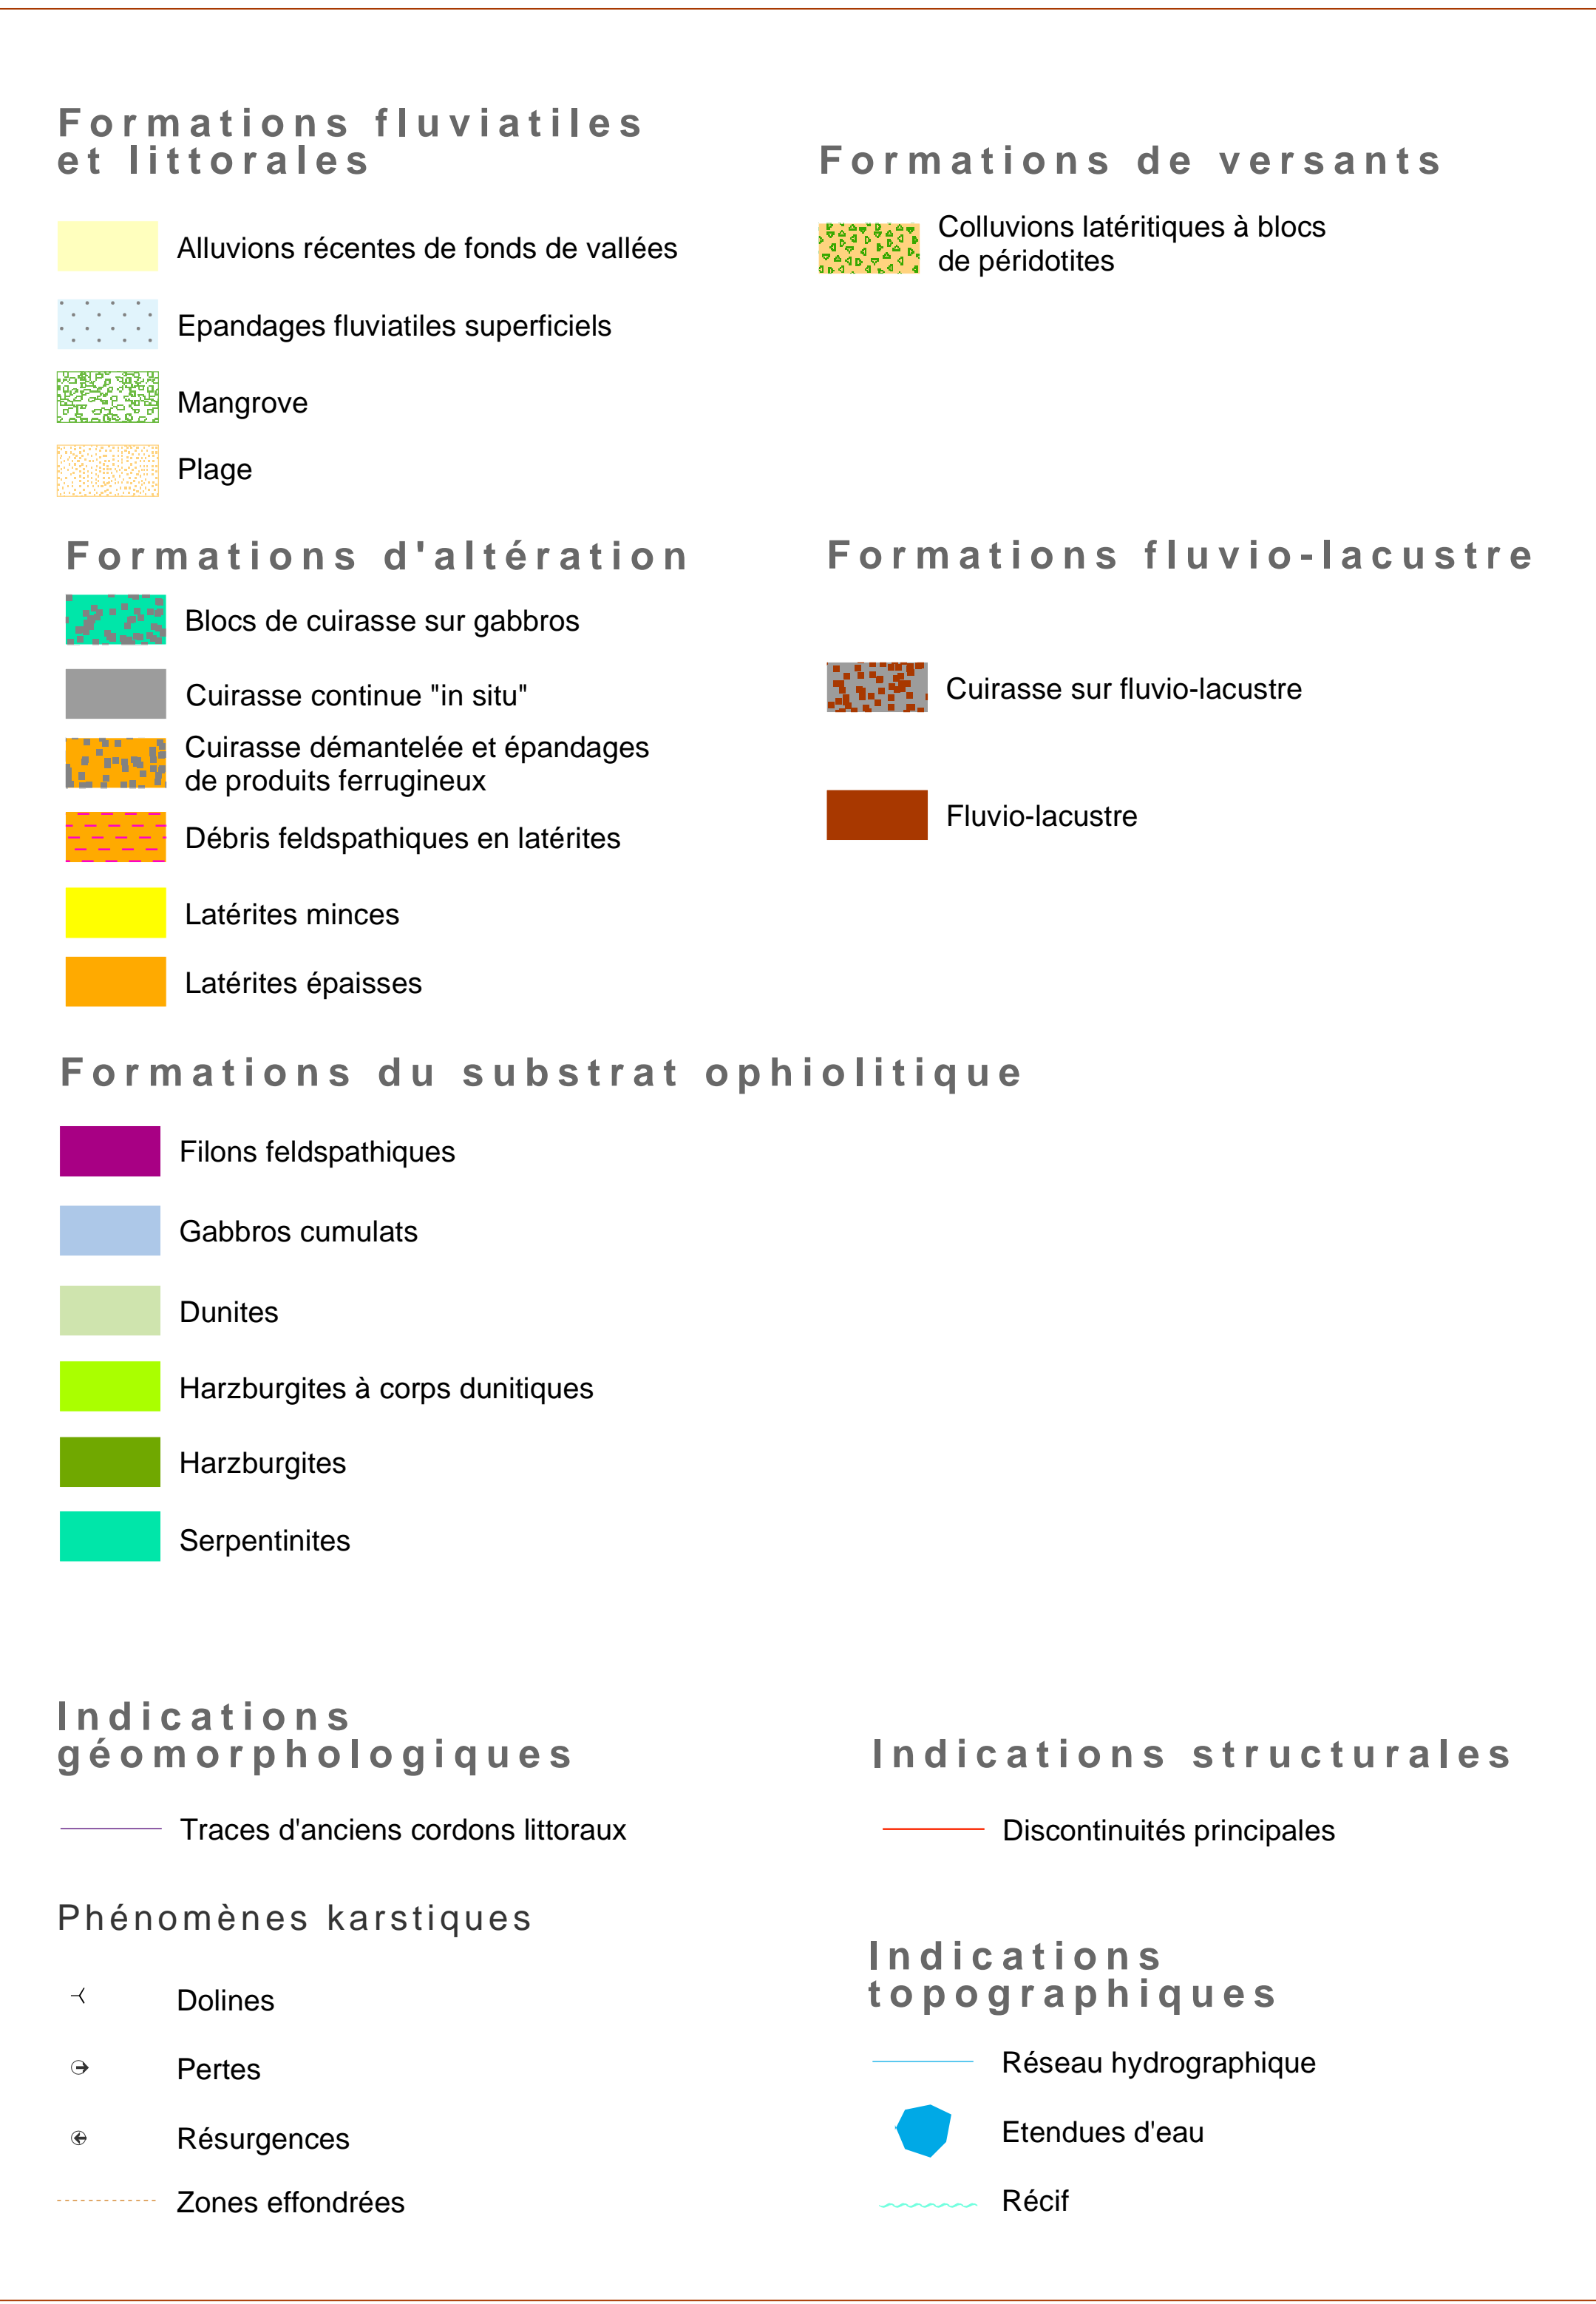 Formations fluviatiles
et littorales
Alluvions récentes de fonds de vallées
Epandages fluviatiles superficiels
Mangrove
Plage
Formations de versants
Colluvions latéritiques à blocs
de péridotites
Formations d'altération
Blocs de cuirasse sur gabbros
Cuirasse continue "in situ"
Cuirasse démantelée et épandages
de produits ferrugineux
Débris feldspathiques en latérites
Latérites minces
Latérites épaisses
Formations fluvio-lacustre
Cuirasse sur fluvio-lacustre
Fluvio-lacustre
Formations du substrat ophiolitique
Filons feldspathiques
Gabbros cumulats
Dunites
Harzburgites à corps dunitiques
Harzburgites
Serpentinites
Indications
géomorphologiques
Traces d'anciens cordons littoraux
Phénomènes karstiques
Dolines
Pertes
Résurgences
Zones effondrées
Indications structurales
Discontinuités principales
Indications
topographiques
Réseau hydrographique
Etendues d'eau
Récif